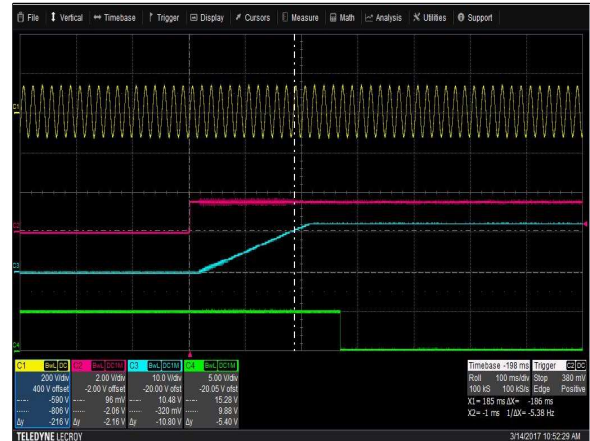 File Vertical Timebase Trigger Display Cursors Measure Math Analysis Utilities Support
C1
C2
C3
C4
C1 BwL DC C2 BwL DC1M C3 BwL DC1M C4 BwL DC1M
200 V/div 2.00 V/div 10.0 V/div 5.00 V/div
400 V offset -2.00 V offset -20.00 V ofst -20.05 V ofst
-590 V 96 mV 10.48 V 15.28 V
-806 V -2.06 V -320 mV 9.88 V
Δy -216 V Δy -2.16 V Δy -10.80 V Δy -5.40 V
Timebase -198 ms Trigger C2 DC
Roll 100 ms/div Stop 380 mV
100 kS 100 kS/s Edge Positive
X1= 185 ms ΔX= -186 ms
X2= -1 ms 1/ΔX= -5.38 Hz
TELEDYNE LECROY 3/14/2017 10:52:29 AM